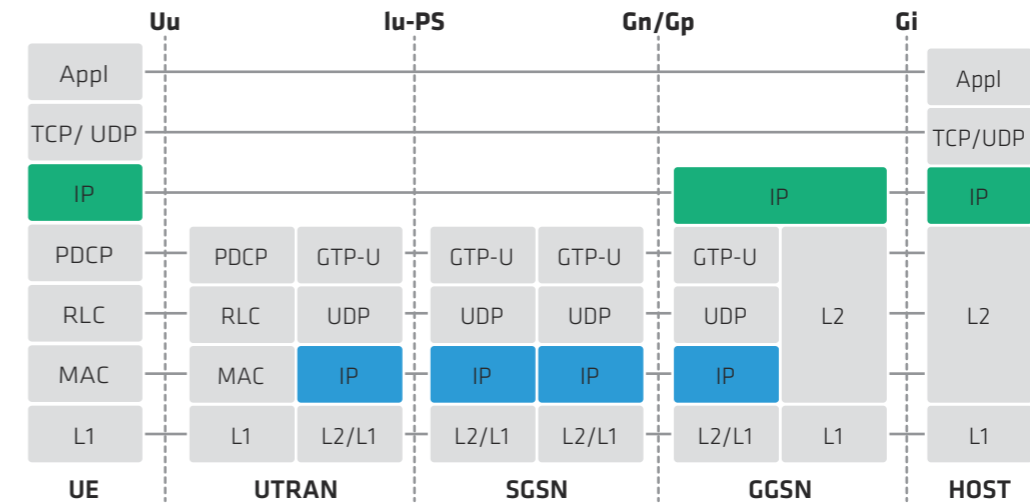 Uu lu-PS Gn/Gp Gi
Appl Appl
TCP/ UDP TCP/UDP
IP IP IP
PDCP PDCP GTP-U GTP-U GTP-U GTP-U
RLC RLC UDP UDP UDP UDP L2 L2
MAC MAC IP IP IP IP
L1 L1 L2/L1 L2/L1 L2/L1 L2/L1 L1 L1
UE UTRAN SGSN GGSN HOST